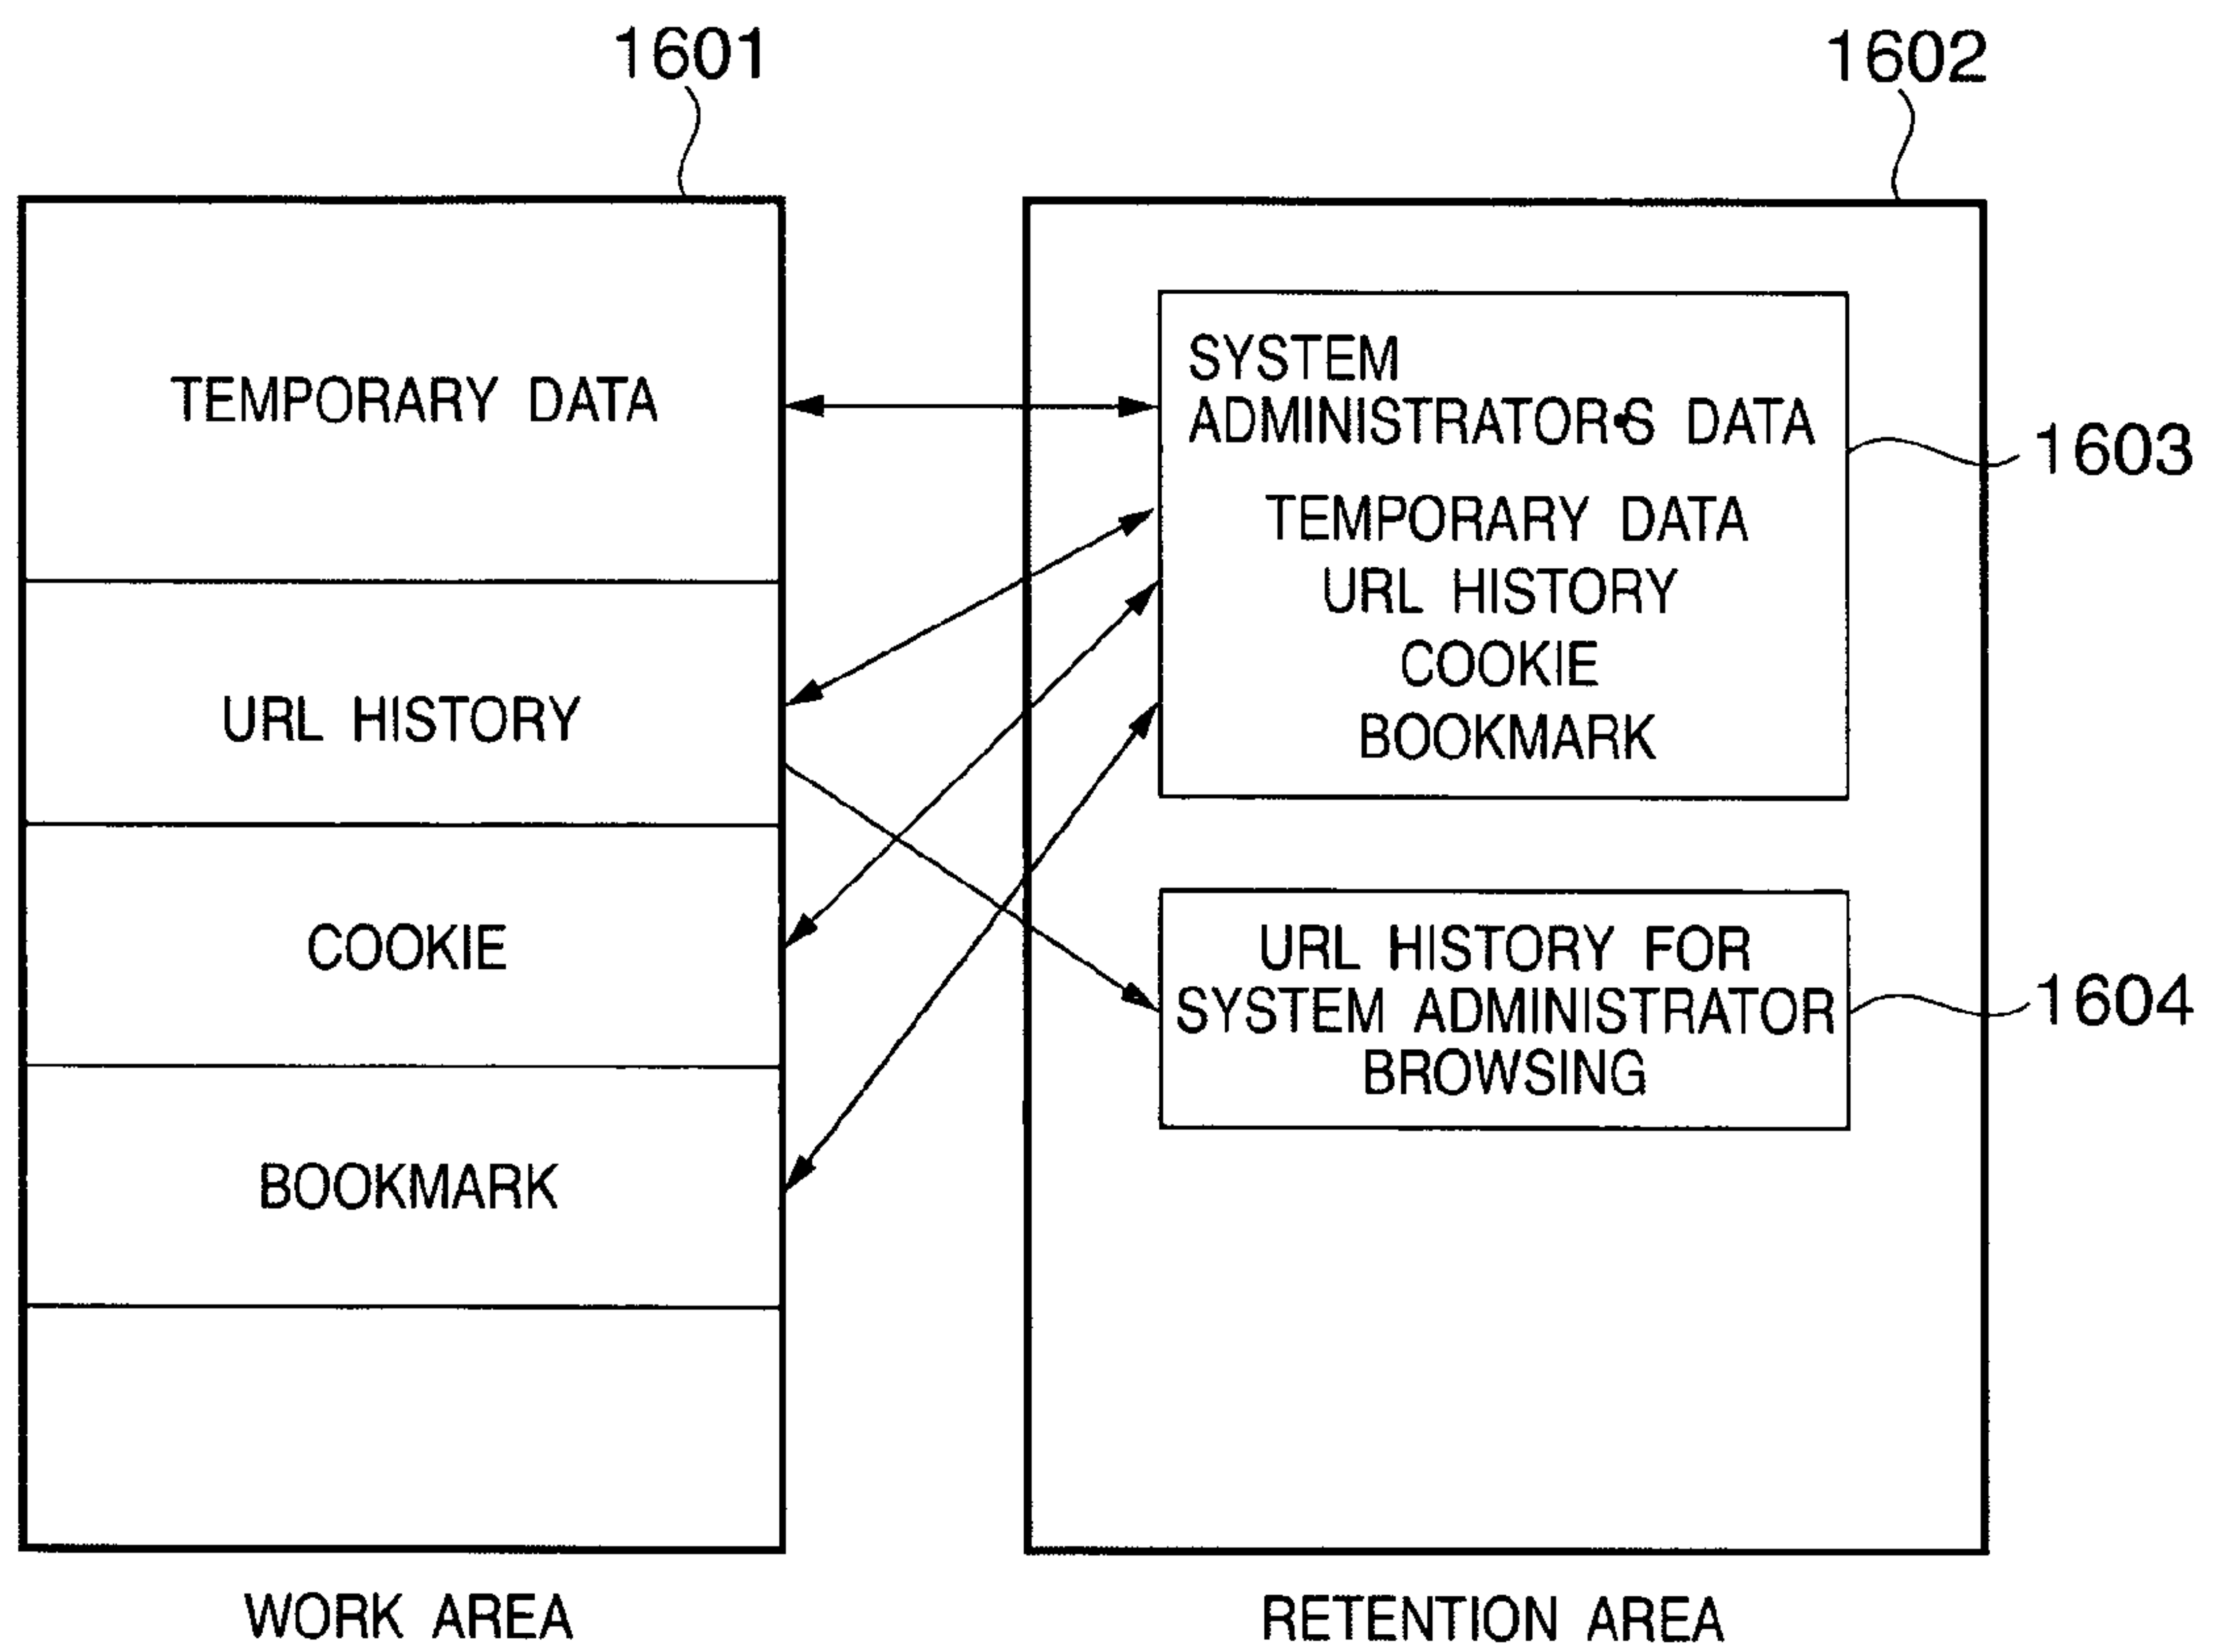 1601
1602
TEMPORARY DATA
URL HISTORY
COOKIE
BOOKMARK
WORK AREA
SYSTEM
ADMINISTRATOR•S DATA
TEMPORARY DATA
URL HISTORY
COOKIE
BOOKMARK
1603
URL HISTORY FOR
SYSTEM ADMINISTRATOR
BROWSING
1604
RETENTION AREA